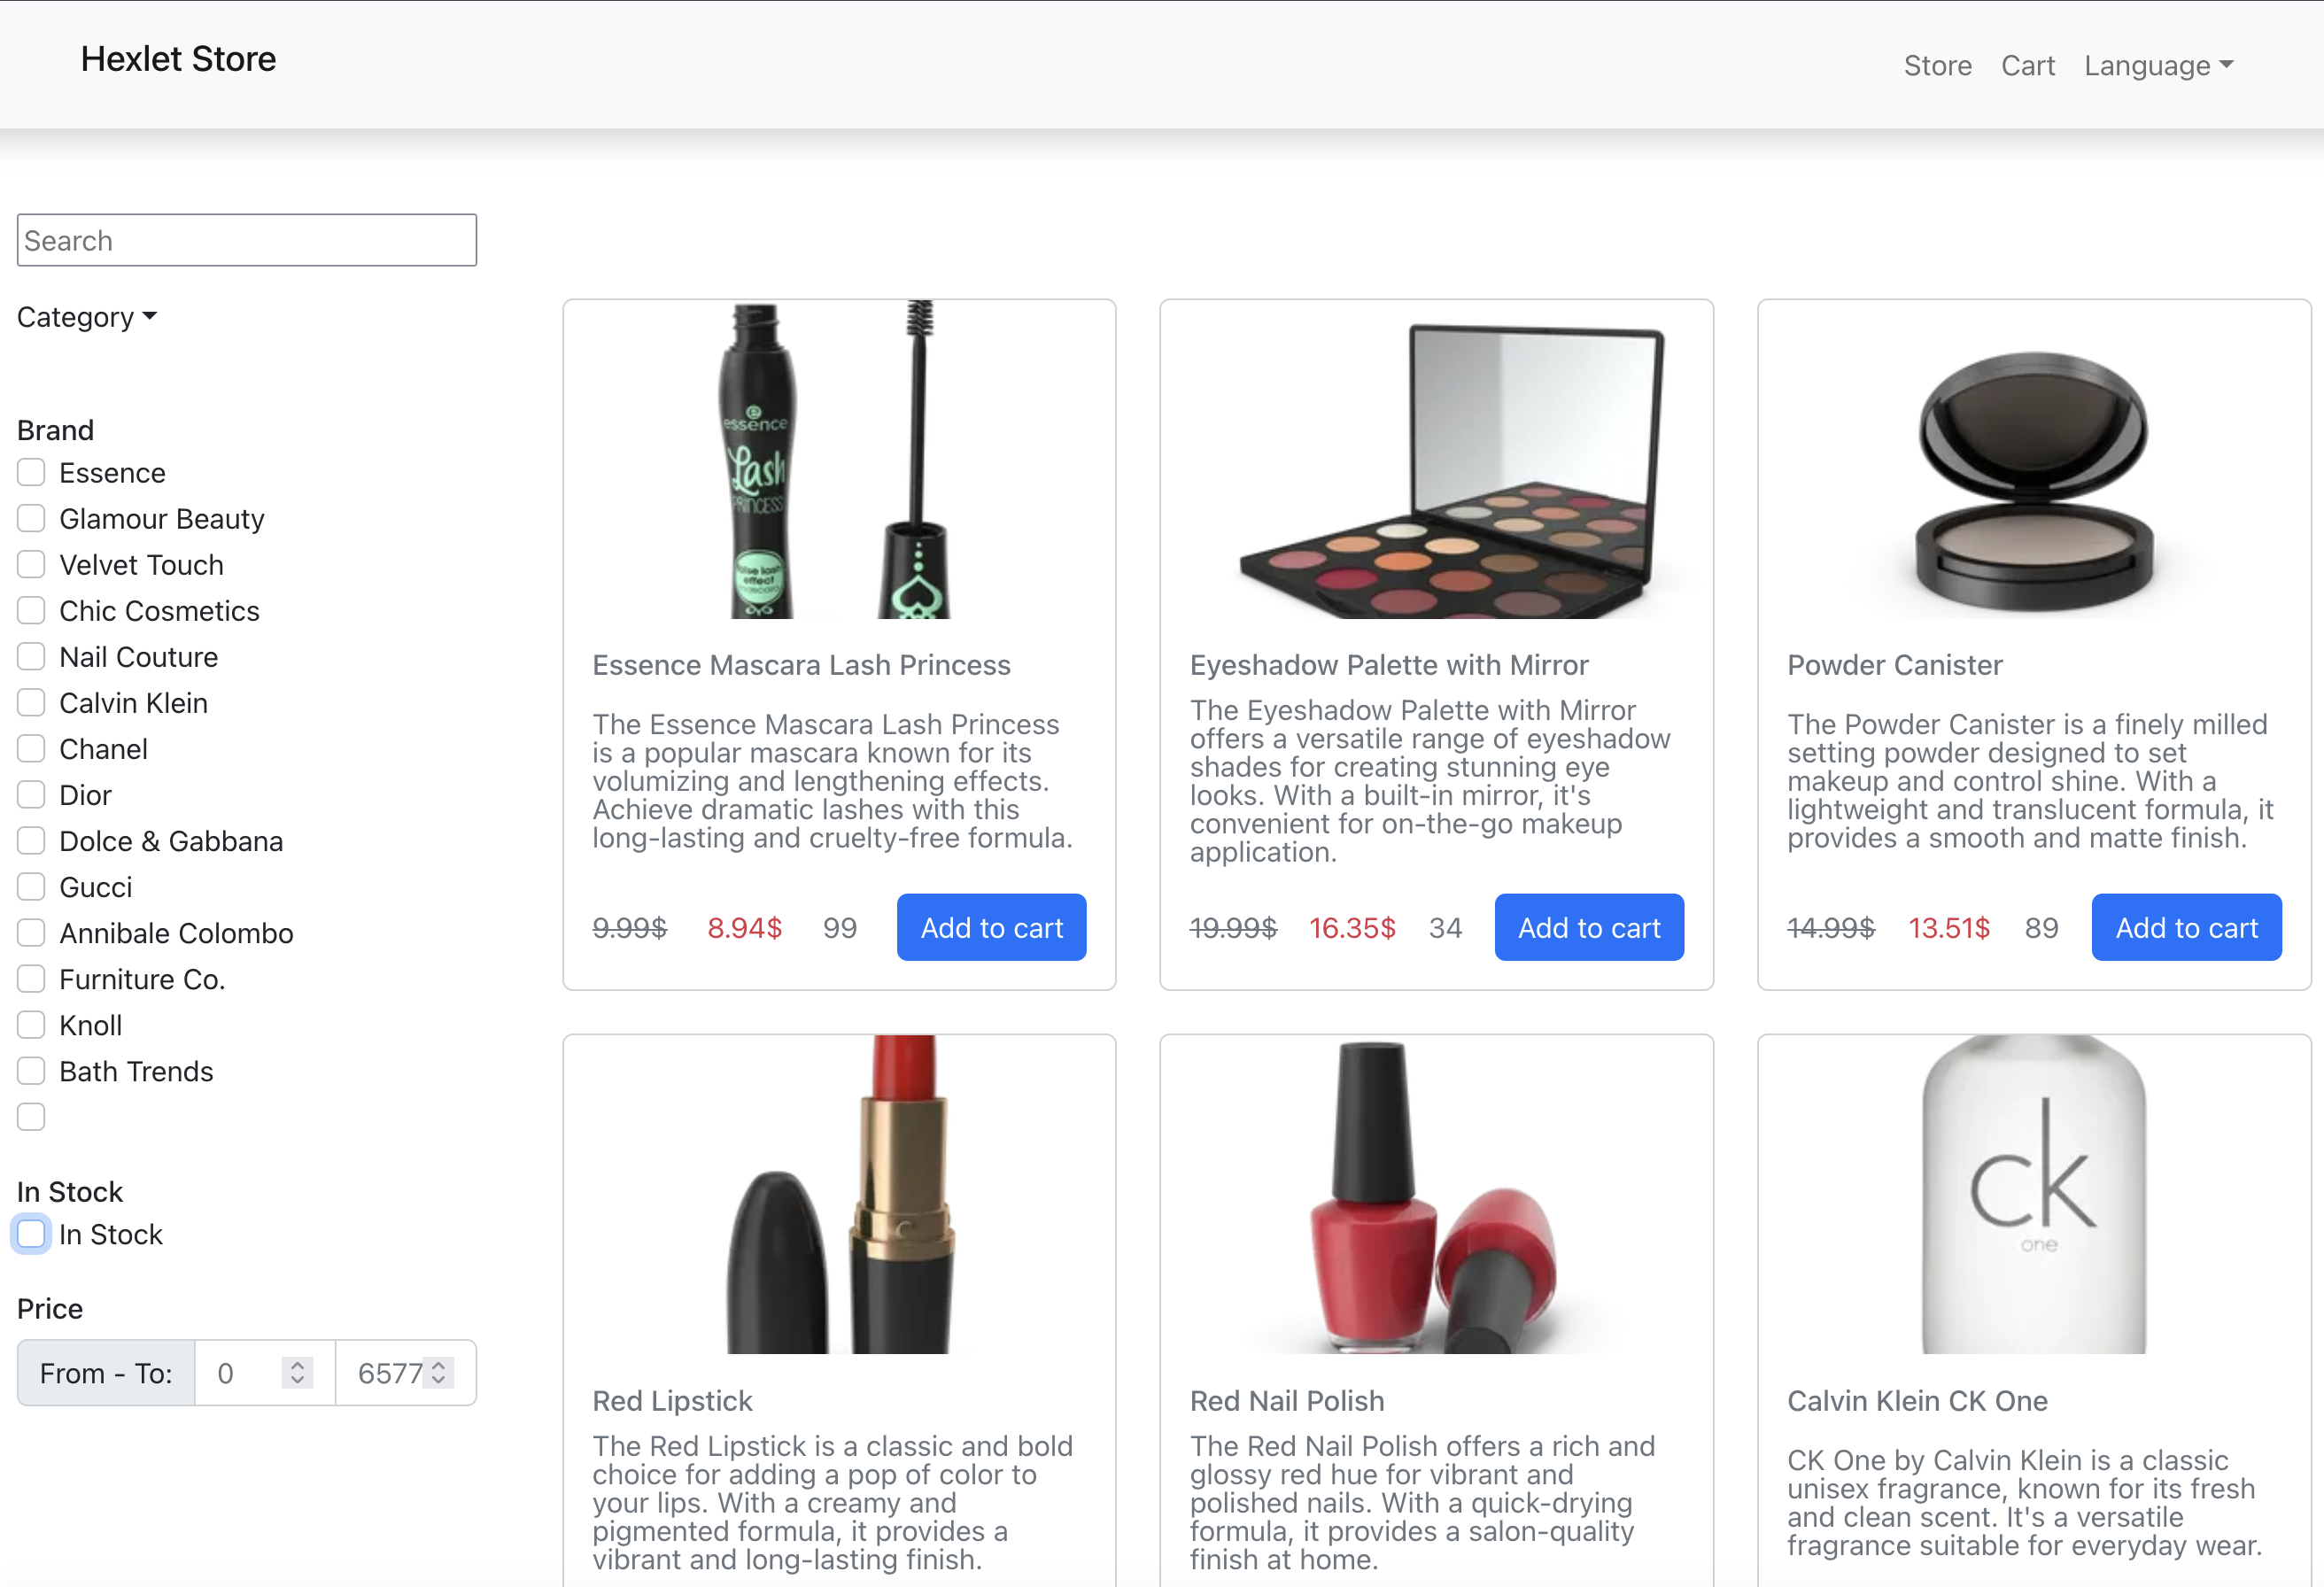 Hexlet Store
Store Cart Language
Search
Category
Brand
Essence
Glamour Beauty
Velvet Touch
Chic Cosmetics
Nail Couture
Calvin Klein
Chanel
Dior
Dolce & Gabbana
Gucci
Annibale Colombo
Furniture Co.
Knoll
Bath Trends
In Stock
In Stock
Price
From - To: 0 6577
essence
Lash
PRINCESS
false lash
effect
mascara
Essence Mascara Lash Princess
The Essence Mascara Lash Princess
is a popular mascara known for its
volumizing and lengthening effects.
Achieve dramatic lashes with this
long-lasting and cruelty-free formula.
9.99$ 8.94$ 99 Add to cart
Eyeshadow Palette with Mirror
The Eyeshadow Palette with Mirror
offers a versatile range of eyeshadow
shades for creating stunning eye
looks. With a built-in mirror, it's
convenient for on-the-go makeup
application.
19.99$ 16.35$ 34 Add to cart
Powder Canister
The Powder Canister is a finely milled
setting powder designed to set
makeup and control shine. With a
lightweight and translucent formula, it
provides a smooth and matte finish.
14.99$ 13.51$ 89 Add to cart
Red Lipstick
The Red Lipstick is a classic and bold
choice for adding a pop of color to
your lips. With a creamy and
pigmented formula, it provides a
vibrant and long-lasting finish.
Red Nail Polish
The Red Nail Polish offers a rich and
glossy red hue for vibrant and
polished nails. With a quick-drying
formula, it provides a salon-quality
finish at home.
ck
one
Calvin Klein CK One
CK One by Calvin Klein is a classic
unisex fragrance, known for its fresh
and clean scent. It's a versatile
fragrance suitable for everyday wear.